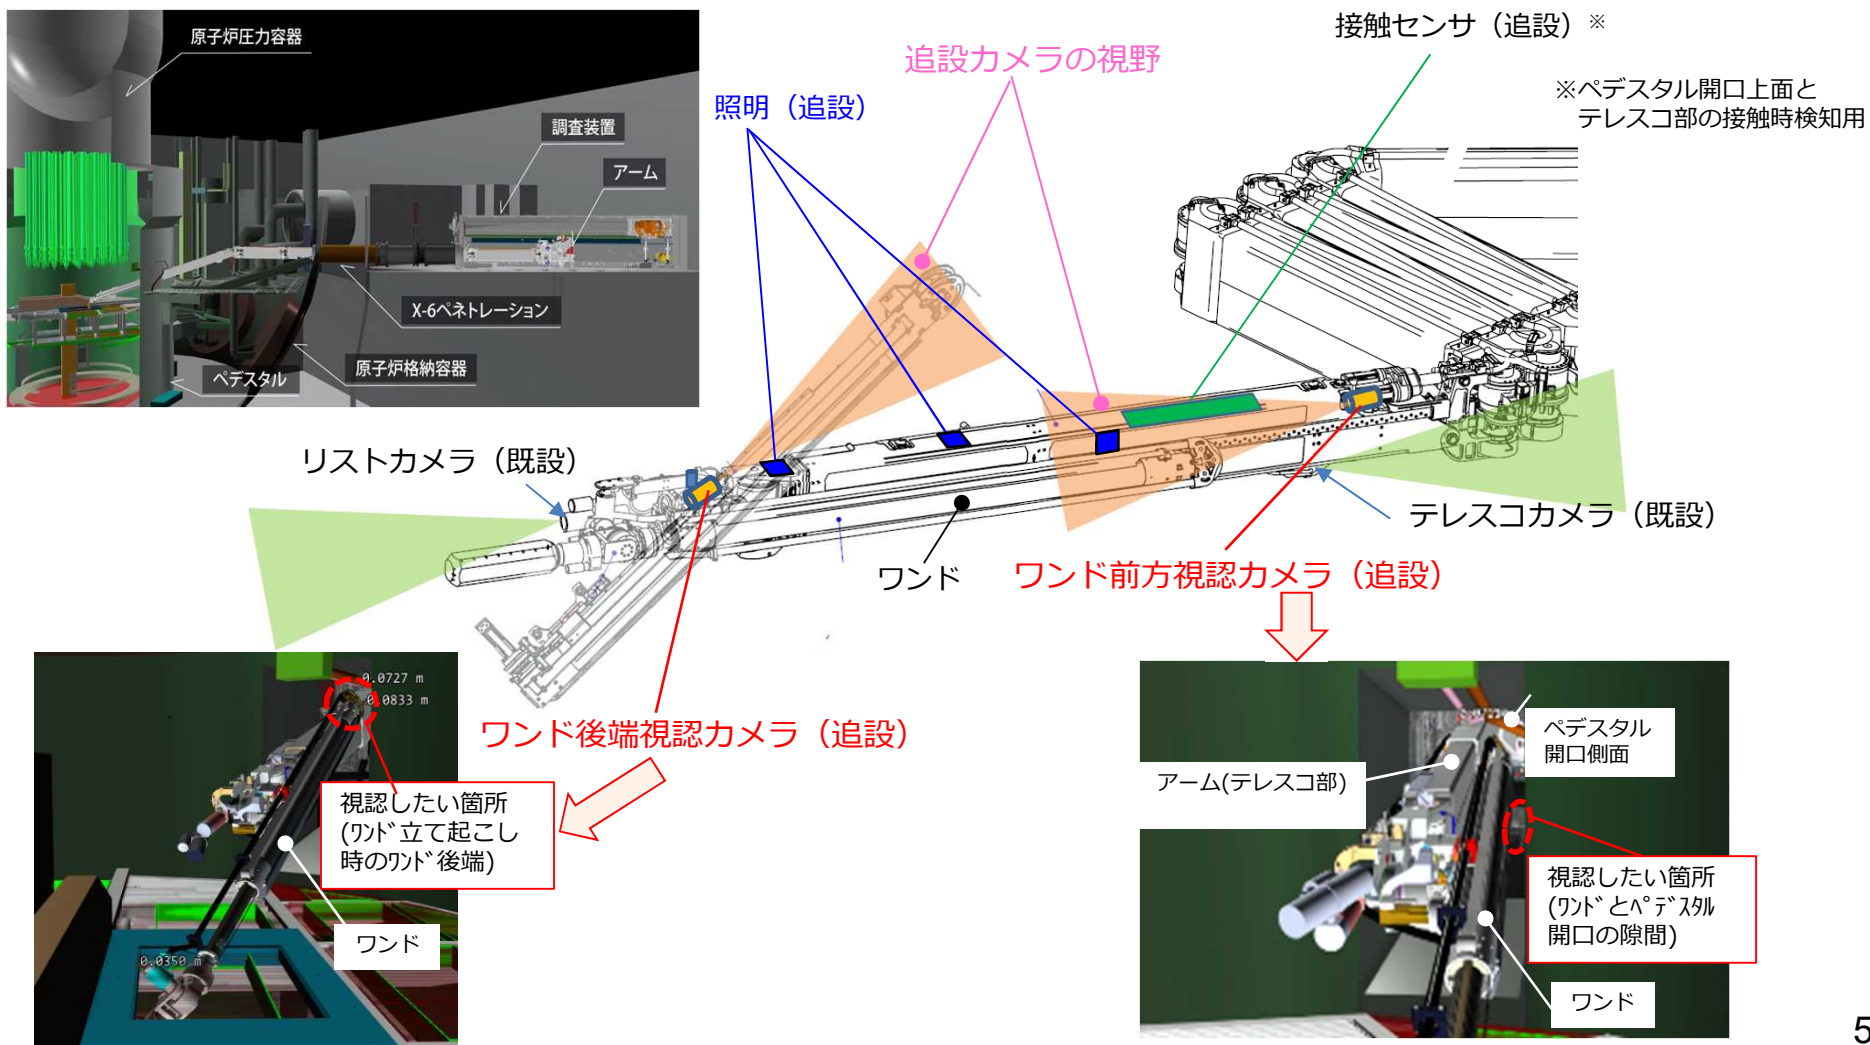 原子炉圧力容器
調査装置
アーム
X-6ペネトレーション
原子炉格納容器
ペデスタル
追設カメラの視野
接触センサ（追設）※
※ペデスタル開口上面と
テレスコ部の接触時検知用
照明（追設）
リストカメラ（既設）
テレスコカメラ（既設）
ワンド
ワンド前方視認カメラ（追設）
ワンド後端視認カメラ（追設）
0.0727 m
0.0833 m
視認したい箇所
(ﾜﾝﾄﾞ立て起こし
時のﾜﾝﾄﾞ後端)
ワンド
0.0350 m
ペデスタル
開口側面
アーム(テレスコ部)
視認したい箇所
(ﾜﾝﾄﾞとﾍﾟﾃﾞｽﾀﾙ
開口の隙間)
ワンド
5